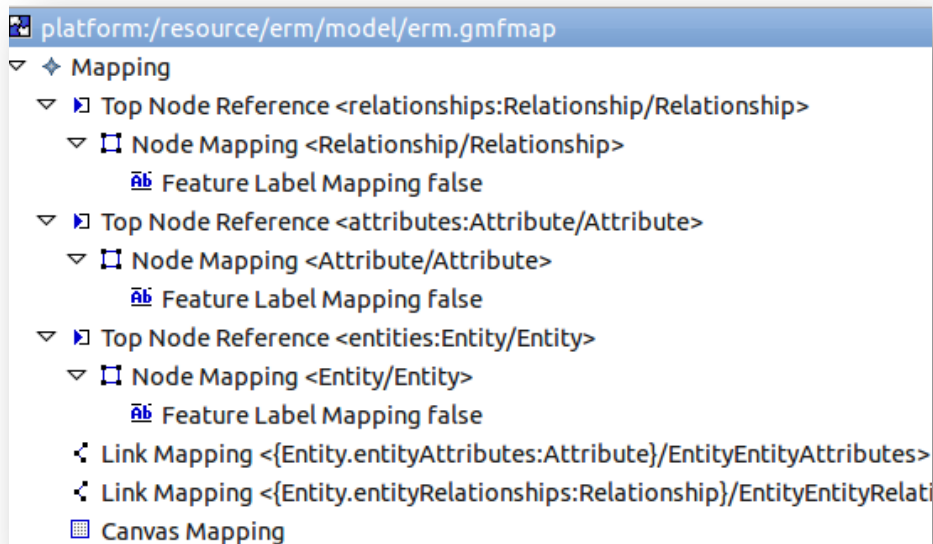 platform:/resource/erm/model/erm.gmfmap
Mapping
Top Node Reference <relationships:Relationship/Relationship>
Node Mapping <Relationship/Relationship>
Ab Feature Label Mapping false
Top Node Reference <attributes:Attribute/Attribute>
Node Mapping <Attribute/Attribute>
Ab Feature Label Mapping false
Top Node Reference <entities:Entity/Entity>
Node Mapping <Entity/Entity>
Ab Feature Label Mapping false
Link Mapping <{Entity.entityAttributes:Attribute}/EntityEntityAttributes>
Link Mapping <{Entity.entityRelationships:Relationship}/EntityEntityRelati
Canvas Mapping